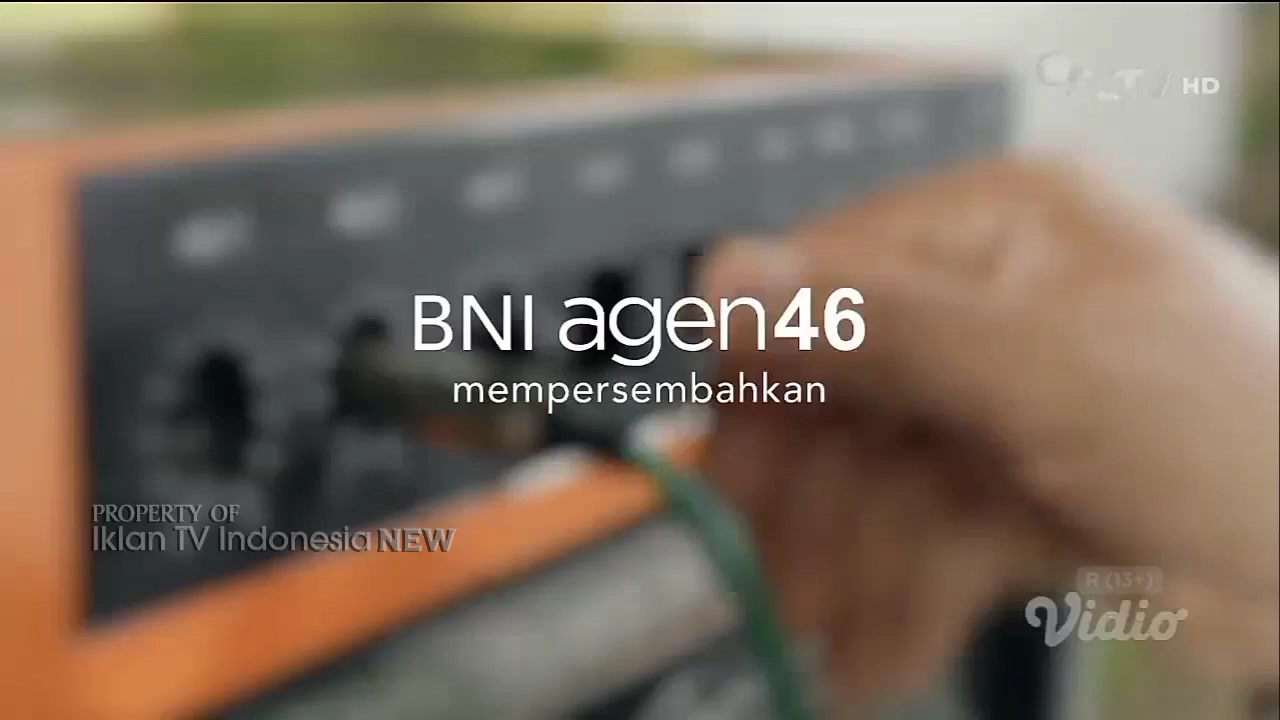 HD
BNI agen46
mempersembahkan
PROPERTY OF
Iklan TV Indonesia NEW
R (13+)
Vidio